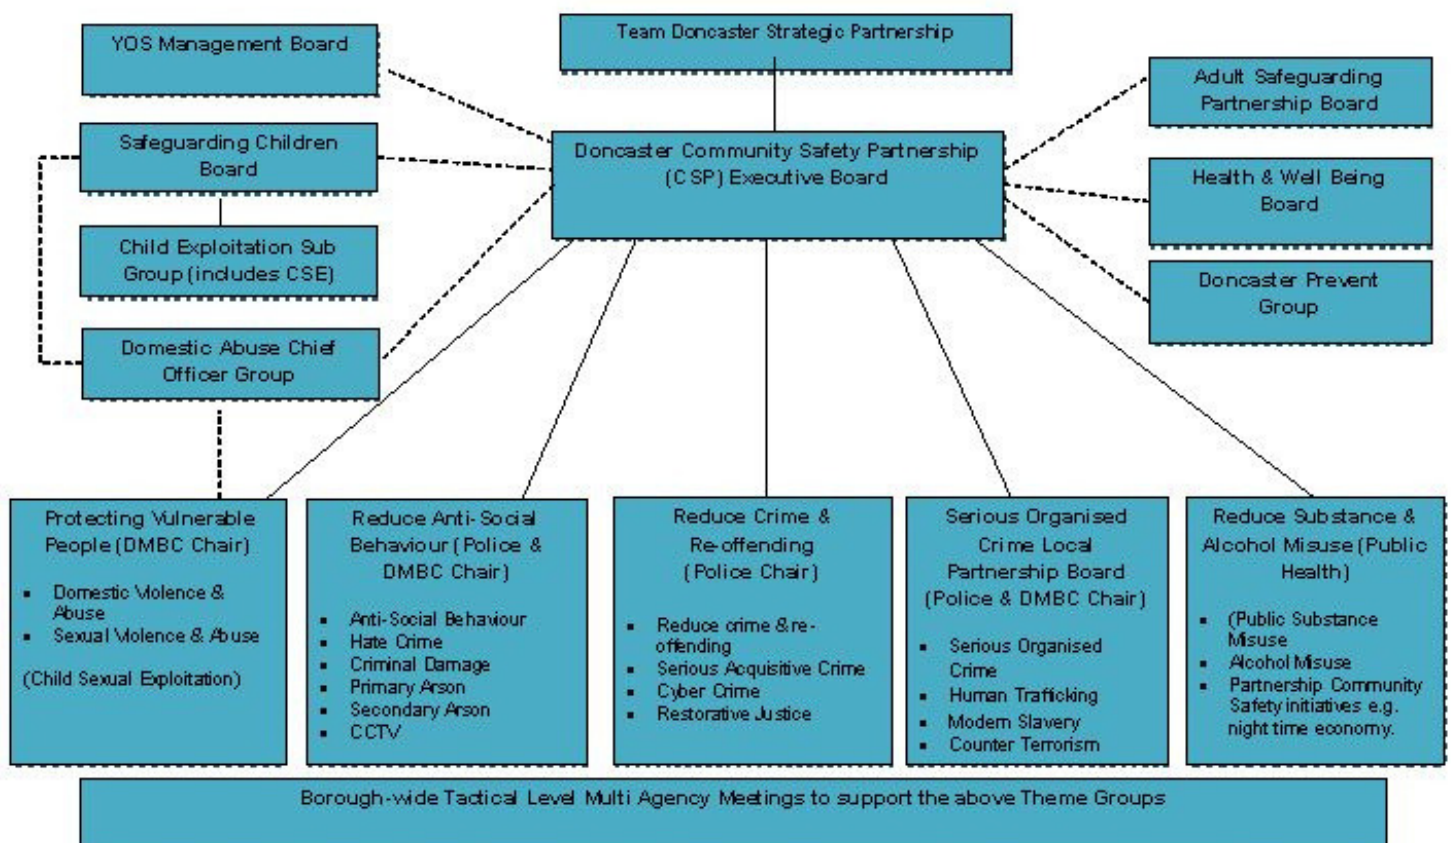 YOS Management Board
Team Doncaster Strategic Partnership
Adult Safeguarding
Partnership Board
Safeguarding Children
Board
Doncaster Community Safety Partnership
(CSP) Executive Board
Health & Well Being
Board
Child Exploitation Sub
Group (includes CSE)
Doncaster Prevent
Group
Domestic Abuse Chief
Officer Group
Protecting Vulnerable
People (DMBC Chair)
▪ Domestic Violence &
Abuse
▪ Sexual Violence & Abuse
(Child Sexual Exploitation)
Reduce Anti-Social
Behaviour (Police &
DMBC Chair)
▪ Anti-Social Behaviour
▪ Hate Crime
▪ Criminal Damage
▪ Primary Arson
▪ Secondary Arson
▪ CCTV
Reduce Crime &
Re-offending
(Police Chair)
▪ Reduce crime & re-
offending
▪ Serious Acquisitive Crime
▪ Cyber Crime
▪ Restorative Justice
Serious Organised
Crime Local
Partnership Board
(Police & DMBC Chair)
▪ Serious Organised
Crime
▪ Human Trafficking
▪ Modern Slavery
▪ Counter Terrorism
Reduce Substance &
Alcohol Misuse (Public
Health)
▪ (Public Substance
Misuse
▪ Alcohol Misuse
▪ Partnership Community
Safety initiatives e.g.
night time economy.
Borough-wide Tactical Level Multi Agency Meetings to support the above Theme Groups